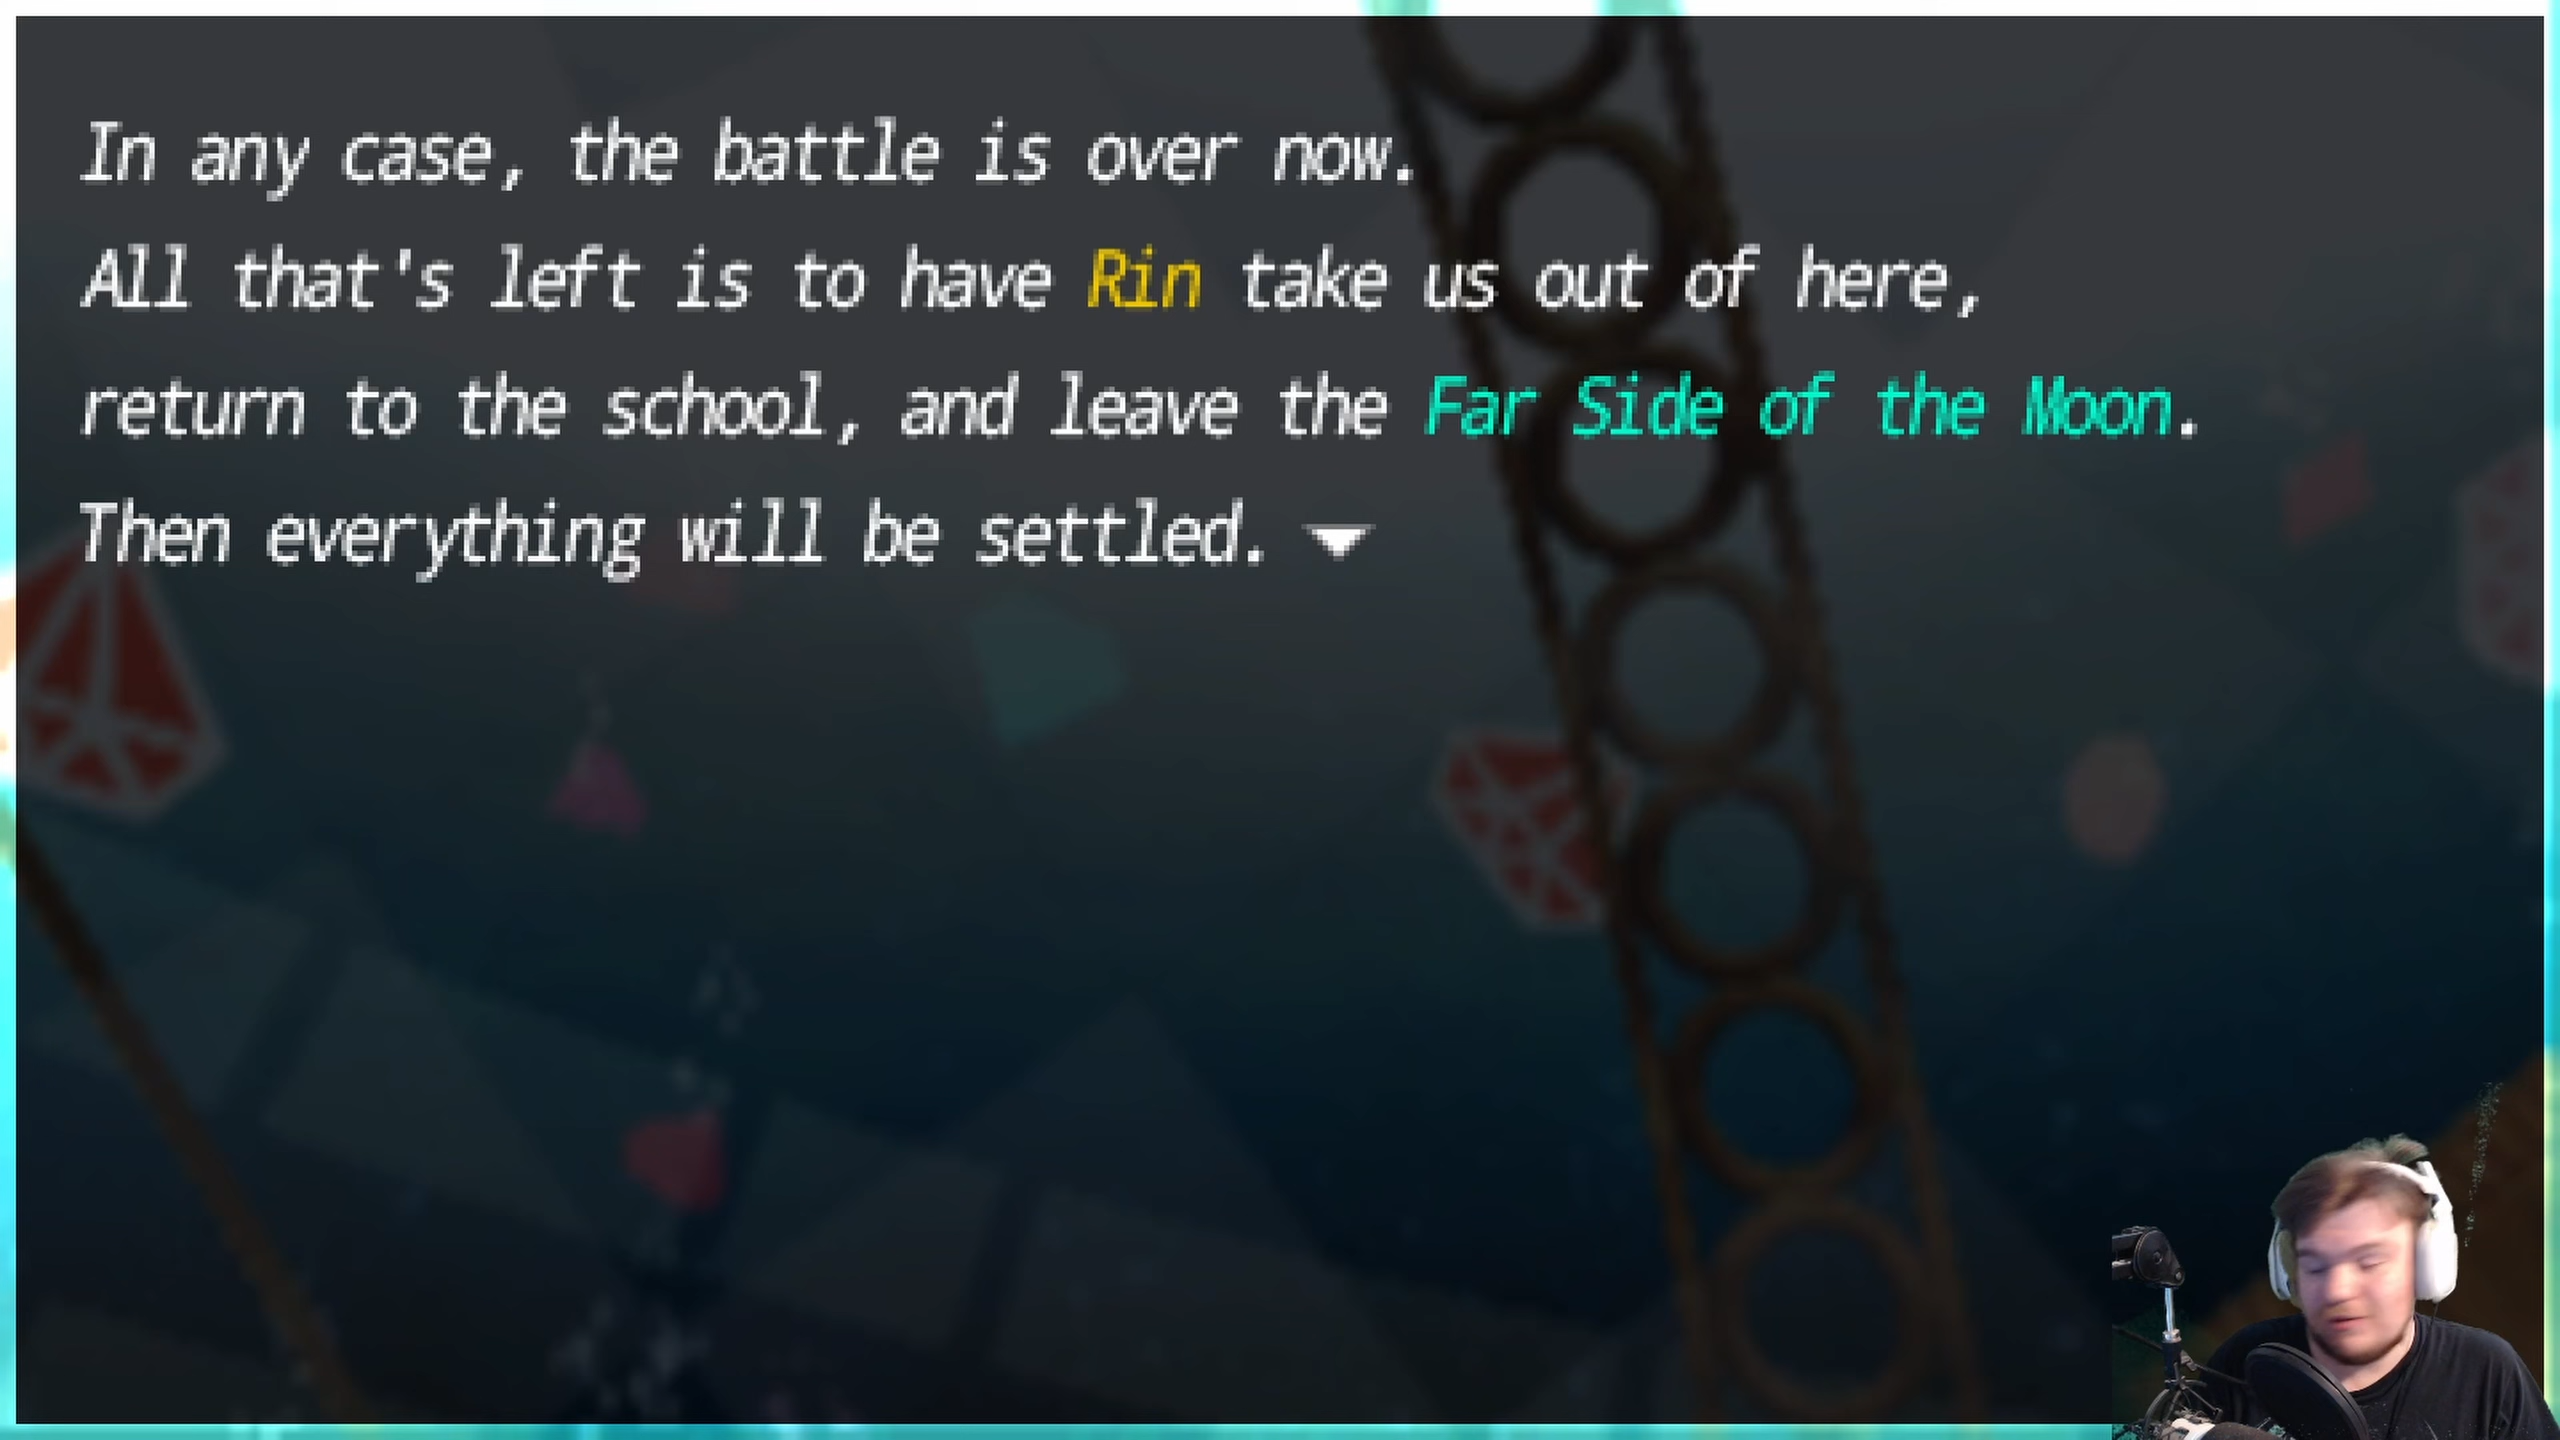 In any case, the battle is over now.
All that's left is to have Rin take us out of here,
return to the school, and leave the Far Side of the Moon.
Then everything will be settled.